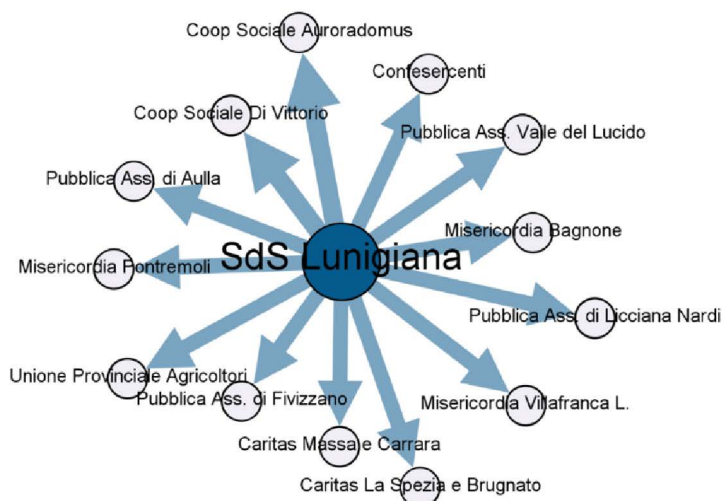 Coop Sociale Auroradomus
Confesercenti
Coop Sociale Di Vittorio
Pubblica Ass. Valle del Lucido
Pubblica Ass. di Aulla
Misericordia Bagnone
SdS Lunigiana
Misericordia Pontremoli
Pubblica Ass. di Licciana Nardi
Unione Provinciale Agricoltori
Pubblica Ass. di Fivizzano
Misericordia Villafranca L.
Caritas Massa e Carrara
Caritas La Spezia e Brugnato